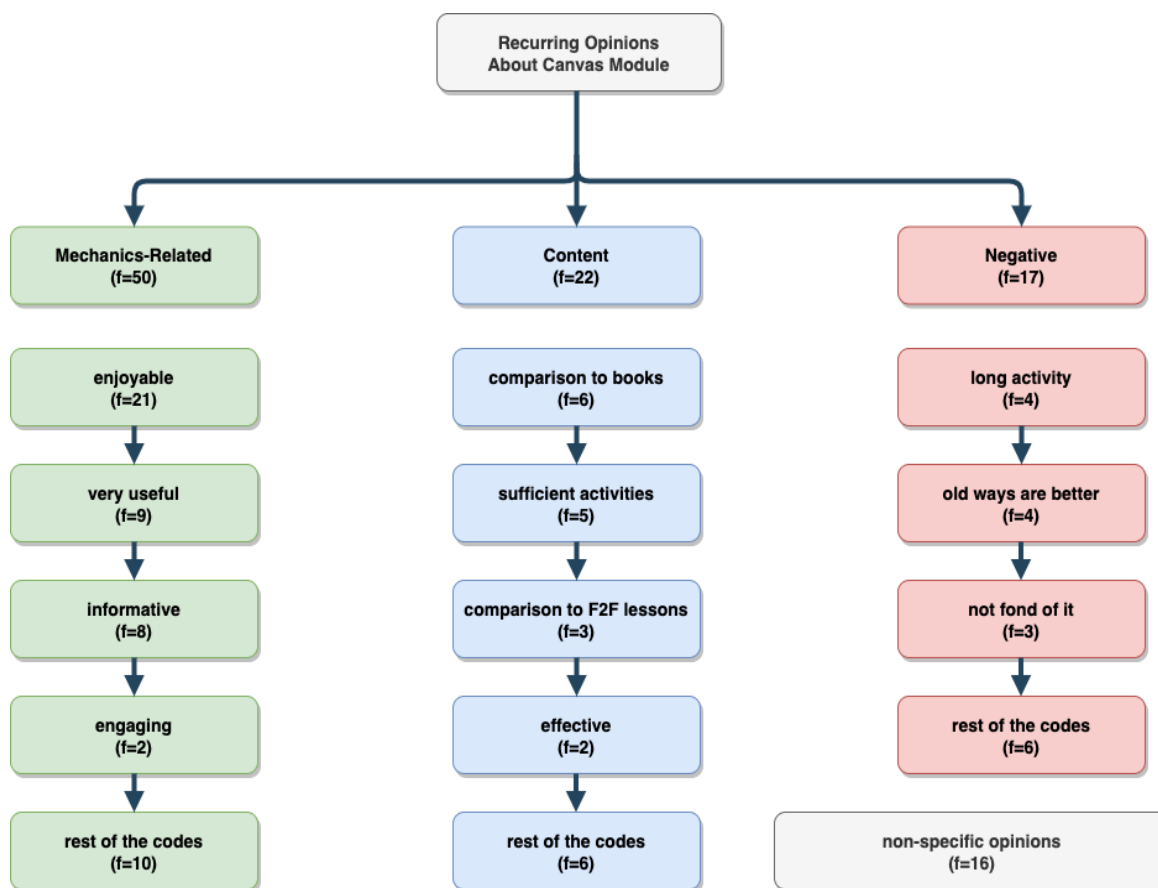 Recurring Opinions
About Canvas Module
Mechanics-Related
(f=50)
Content
(f=22)
Negative
(f=17)
enjoyable
(f=21)
comparison to books
(f=6)
long activity
(f=4)
very useful
(f=9)
sufficient activities
(f=5)
old ways are better
(f=4)
informative
(f=8)
comparison to F2F lessons
(f=3)
not fond of it
(f=3)
engaging
(f=2)
effective
(f=2)
rest of the codes
(f=6)
rest of the codes
(f=10)
rest of the codes
(f=6)
non-specific opinions
(f=16)